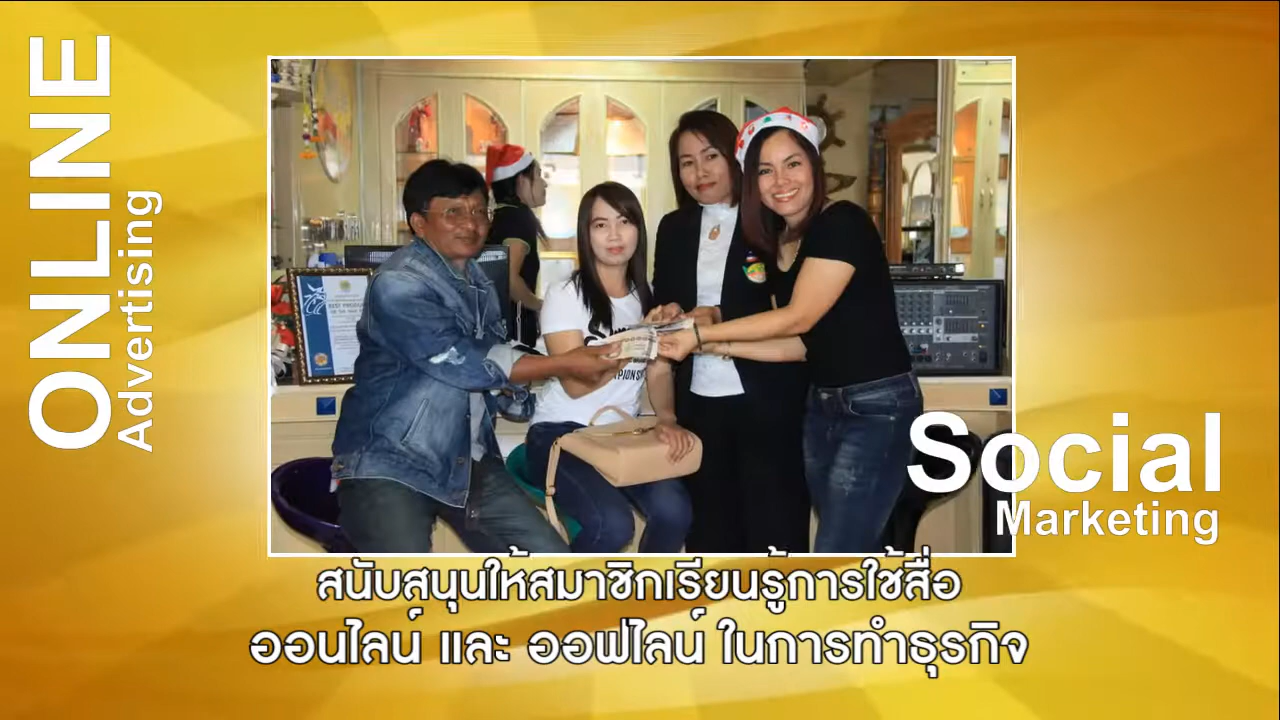 ONLINE
Advertising
BEST PRODU
Social
Marketing
สนับสนุนให้สมาชิกเรียนรู้การใช้สื่อ
ออนไลน์ และ ออฟไลน์ ในการทำธุรกิจ